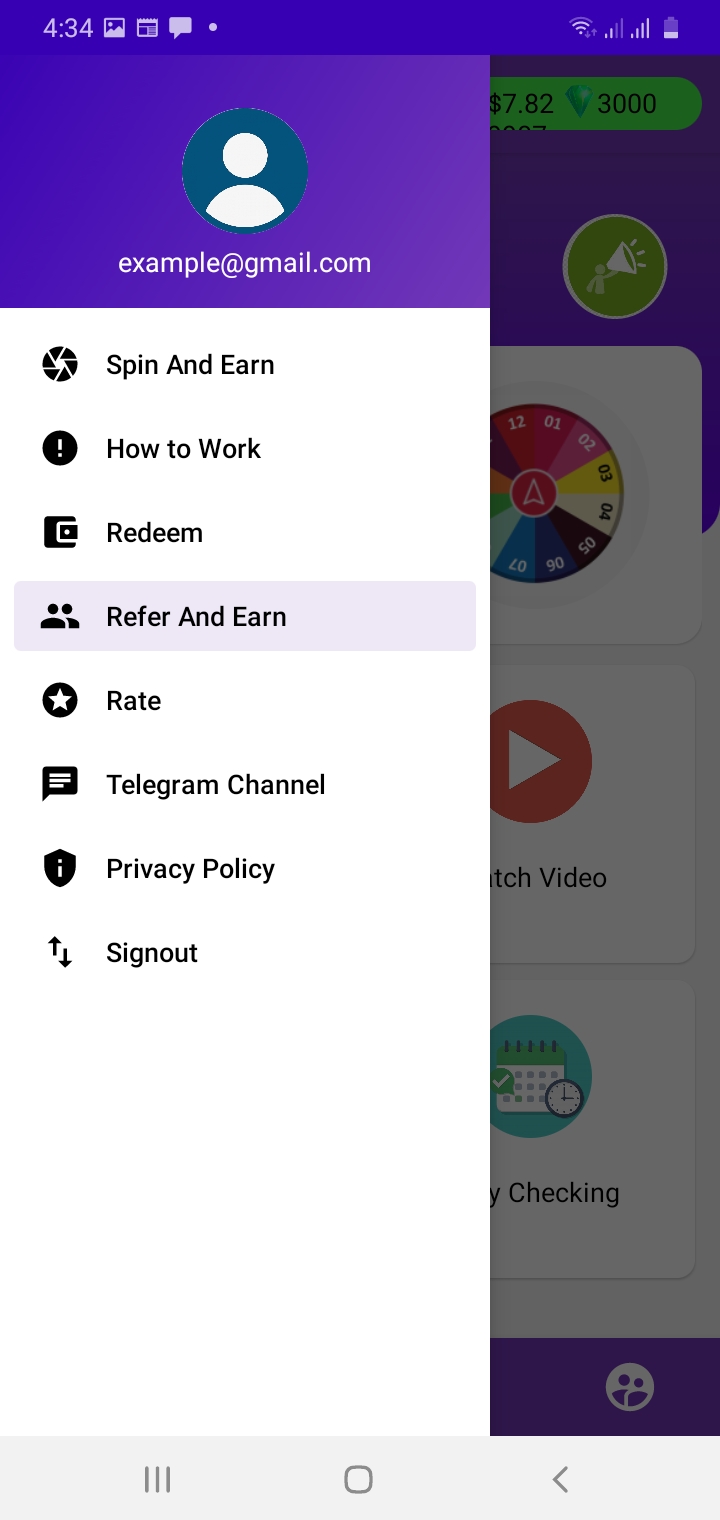 4:34
$7.82 3000
example@gmail.com
Spin And Earn
How to Work
Redeem
Refer And Earn
Rate
Telegram Channel
Privacy Policy
Signout
12 01 02 03 04 05 06 07
Video
Checking